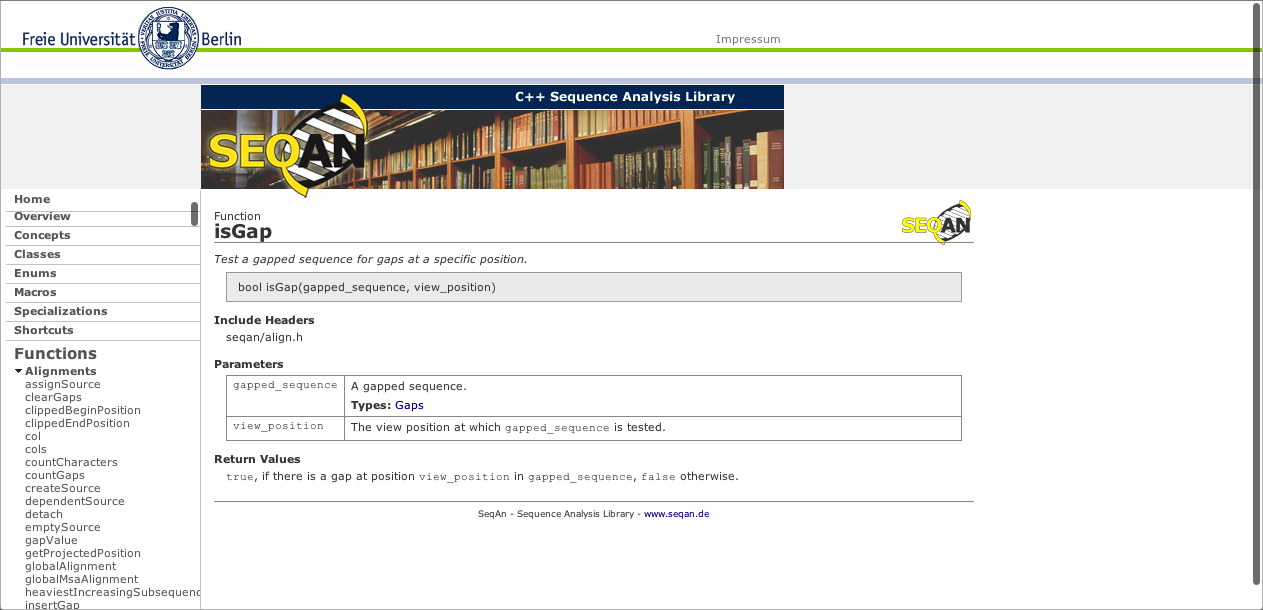 Freie Universität Berlin
Impressum
C++ Sequence Analysis Library
SEQAN
Home
Overview
Concepts
Classes
Enums
Macros
Specializations
Shortcuts
Functions
Alignments
assignSource
clearGaps
clippedBeginPosition
clippedEndPosition
col
cols
countCharacters
countGaps
createSource
dependentSource
detach
emptySource
gapValue
getProjectedPosition
globalAlignment
globalMsaAlignment
heaviestIncreasingSubsequenc
insertGap
Function
isGap
SEQAN
Test a gapped sequence for gaps at a specific position.
bool isGap(gapped_sequence, view_position)
Include Headers
seqan/align.h
Parameters
gapped_sequence A gapped sequence.
Types: Gaps
view_position The view position at which gapped_sequence is tested.
Return Values
true, if there is a gap at position view_position in gapped_sequence, false otherwise.
SeqAn - Sequence Analysis Library - www.seqan.de